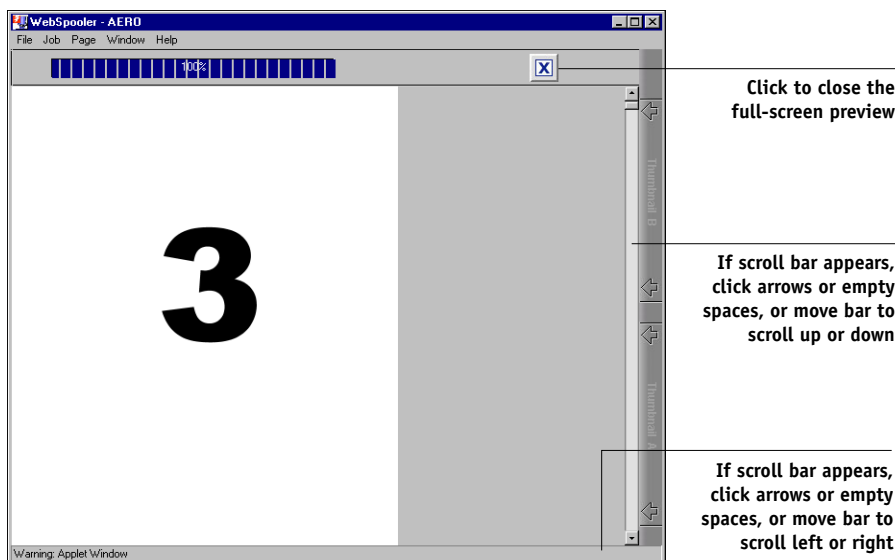 WebSpooler - AERO
File Job Page Window Help
100%
Click to close the
full-screen preview
3
Thumbnail B
If scroll bar appears,
click arrows or empty
spaces, or move bar to
scroll up or down
Thumbnail A
If scroll bar appears,
click arrows or empty
spaces, or move bar to
scroll left or right
Warning: Applet Window